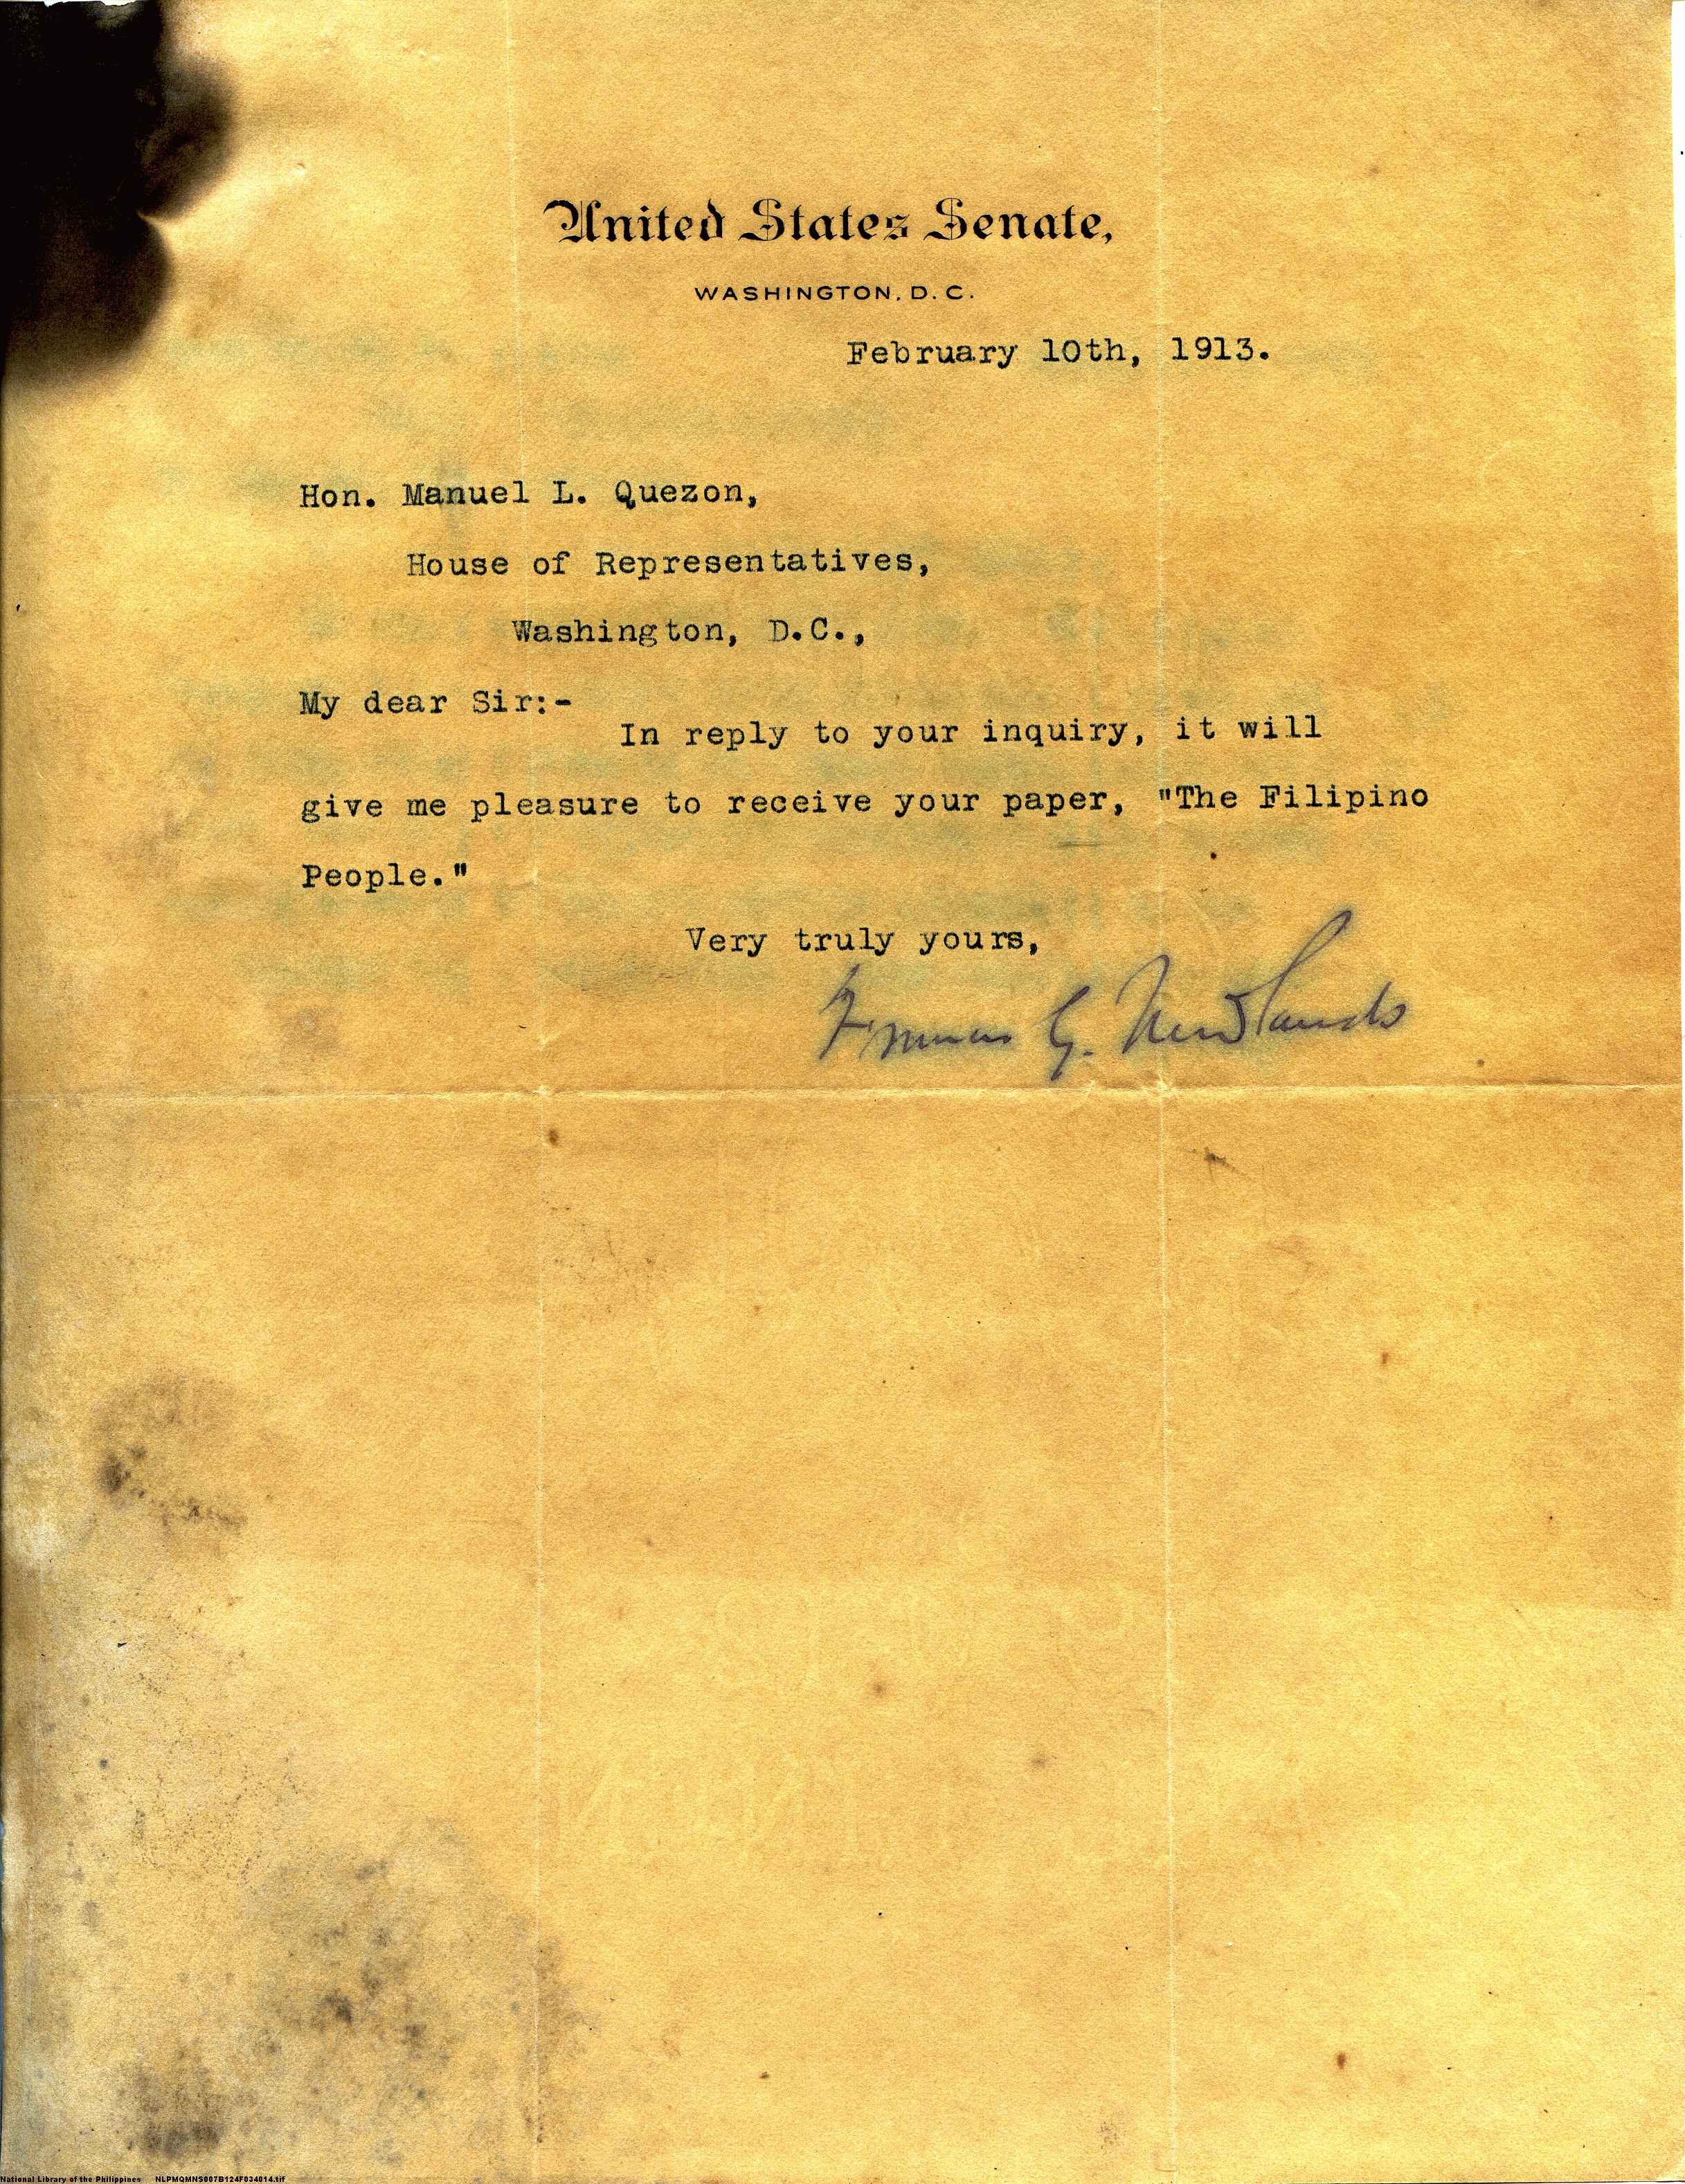 United States Senate,
WASHINGTON, D. C.
February 10th, 1913.
Hon. Manuel L. Quezon,
House of Representatives,
Washington, D.C.,
My dear Sir:-
In reply to your inquiry, it will
give me pleasure to receive your paper, "The Filipino
People."
Very truly yours,
Francis G. Newlands
National Library of the Philippines NLPMQMNS007B124F034014.tif